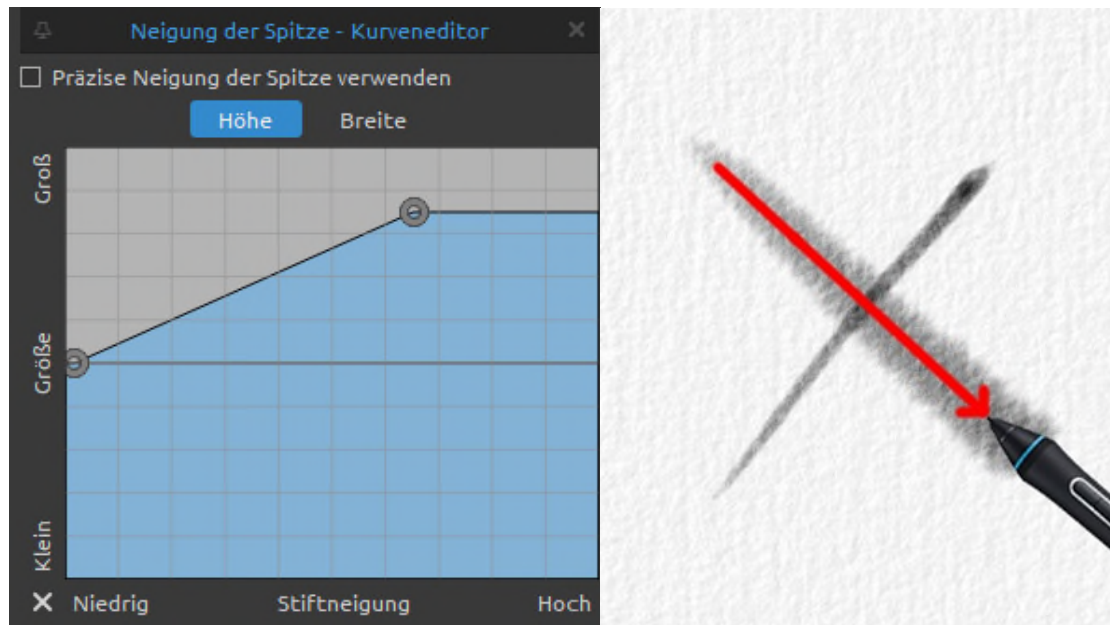 Neigung der Spitze - Kurveneditor
Präzise Neigung der Spitze verwenden
Höhe Breite
Groß
Größe
Klein
Niedrig Stiftneigung Hoch